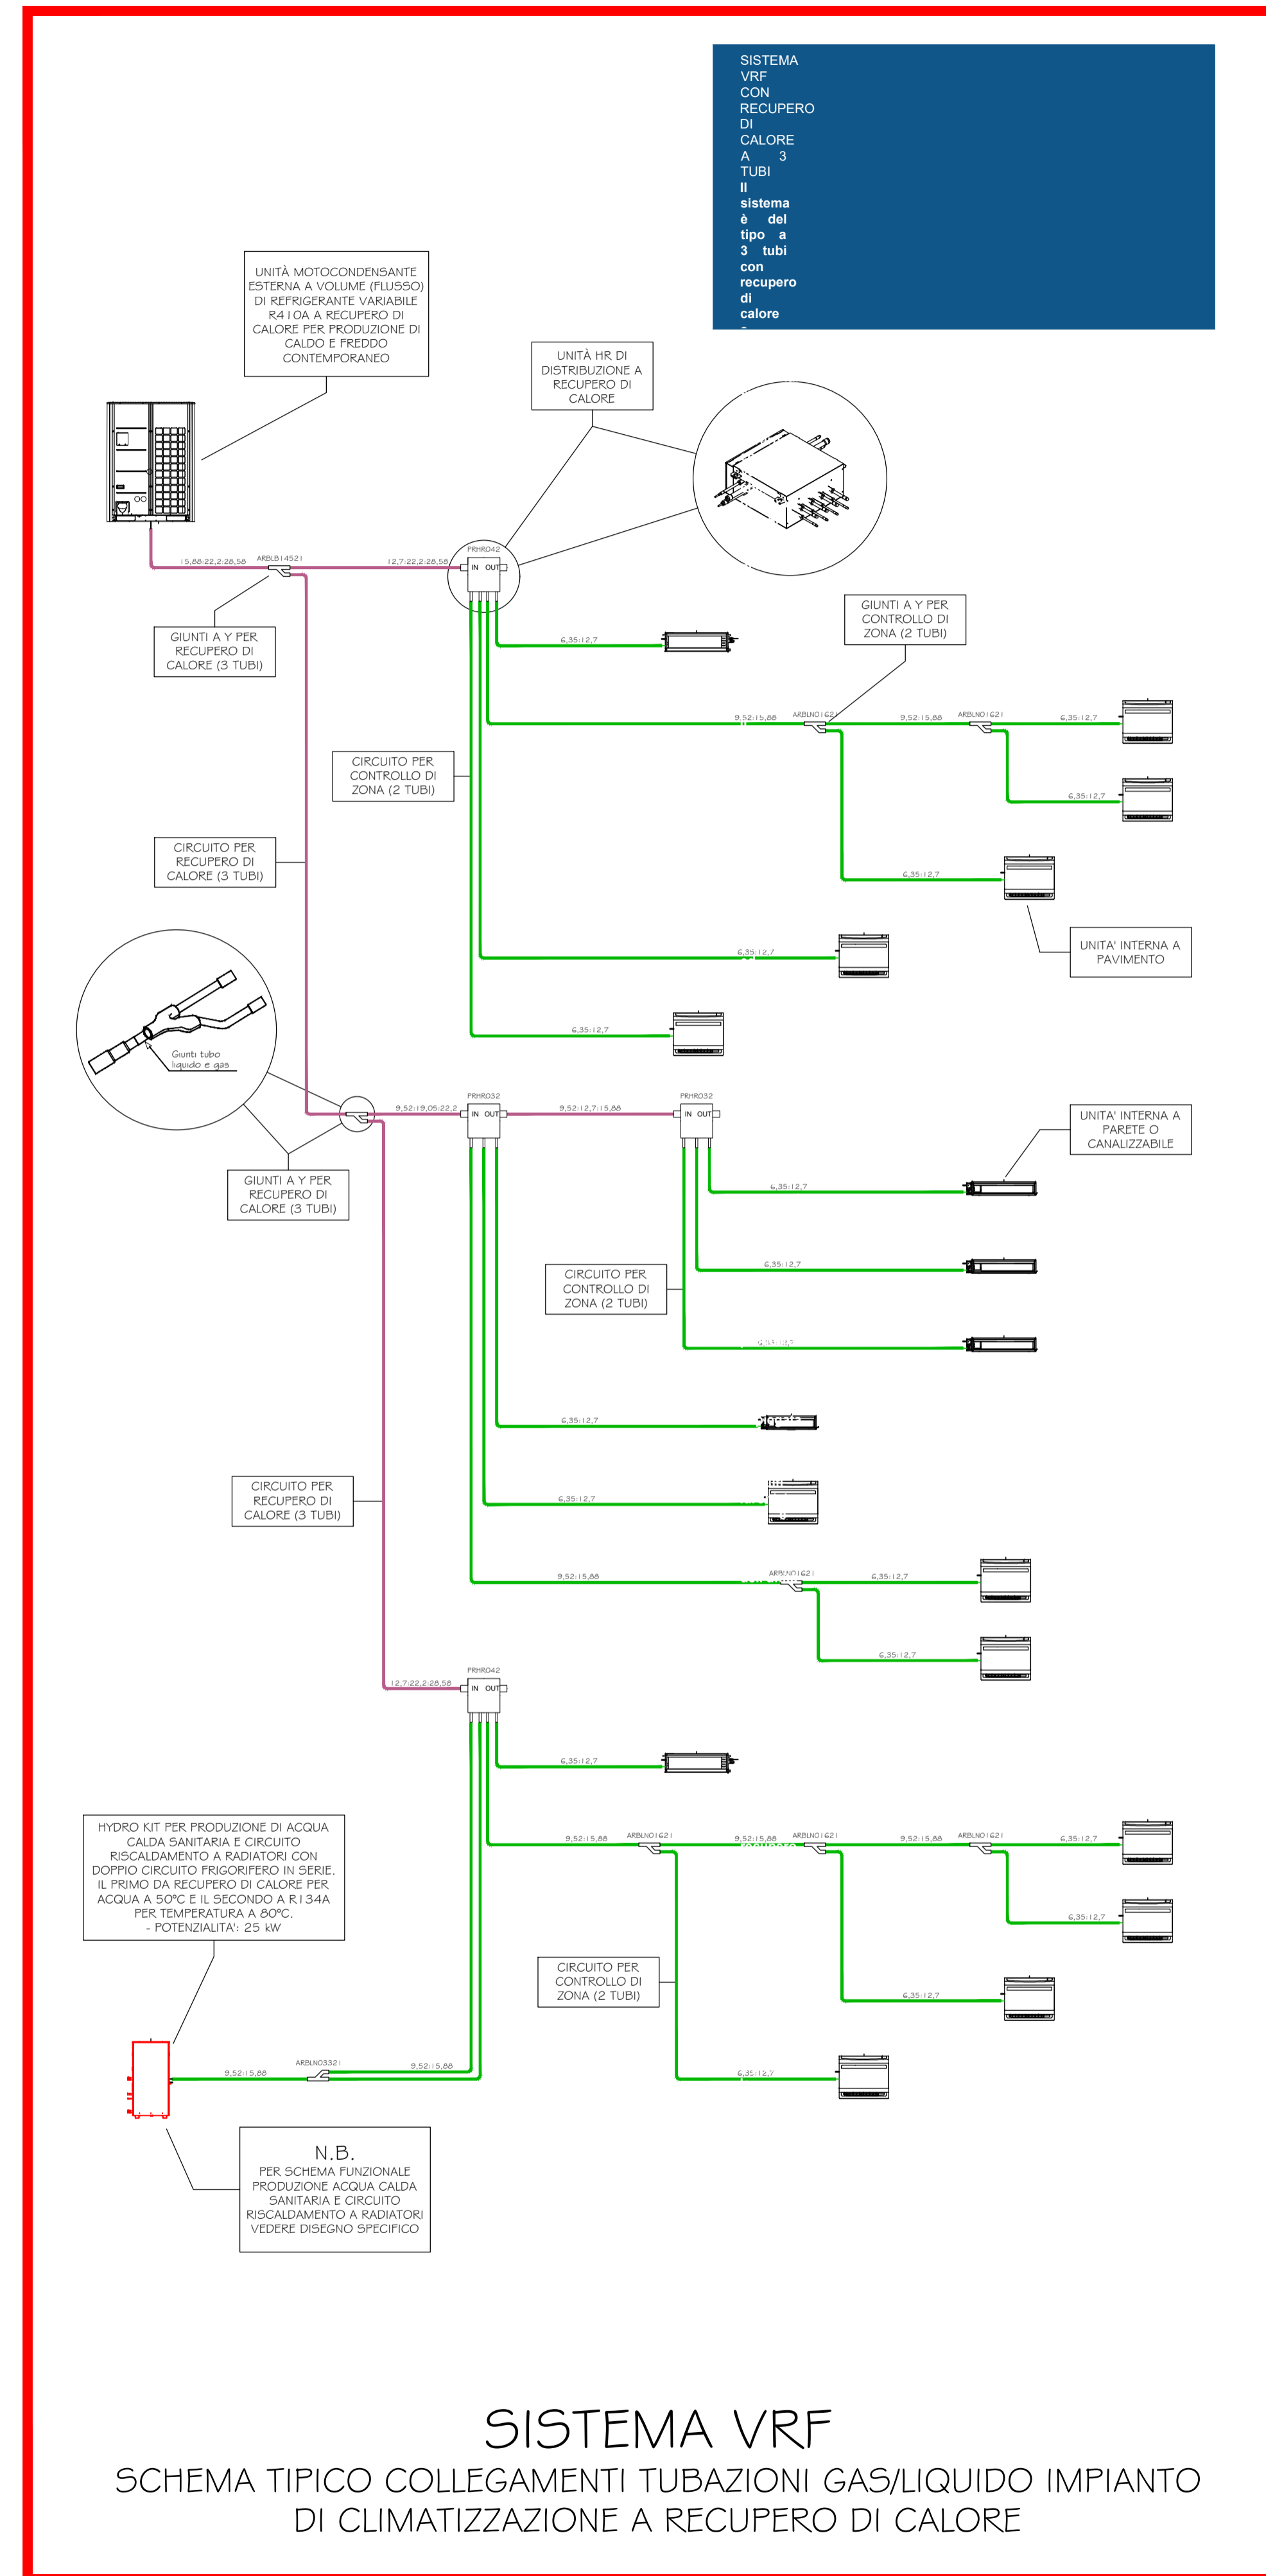 SISTEMA
VRF
CON
RECUPERO
DI
CALORE
A 3
TUBI
Il
sistema
è del
tipo a
3 tubi
con
recupero
di
calore
UNITÀ MOTOCONDENSANTE
ESTERNA A VOLUME (FLUSSO)
DI REFRIGERANTE VARIABILE
R410A A RECUPERO DI
CALORE PER PRODUZIONE DI
CALDO E FREDDO
CONTEMPORANEO
UNITÀ HR DI
DISTRIBUZIONE A
RECUPERO DI
CALORE
15,88:22,2:28,58
ARBLB14521
12,7:22,2:28,58
PRHR042
IN OUT
GIUNTI A Y PER
RECUPERO DI
CALORE (3 TUBI)
6,35:12,7
GIUNTI A Y PER
CONTROLLO DI
ZONA (2 TUBI)
9,52:15,88
ARBLN01621
9,52:15,88
ARBLN01621
6,35:12,7
CIRCUITO PER
CONTROLLO DI
ZONA (2 TUBI)
6,35:12,7
CIRCUITO PER
RECUPERO DI
CALORE (3 TUBI)
6,35:12,7
UNITA' INTERNA A
PAVIMENTO
6,35:12,7
6,35:12,7
Giunti tubo
liquido e gas
9,52:19,05:22,2
PRHR032
IN OUT
9,52:12,7:15,88
PRHR032
IN OUT
UNITA' INTERNA A
PARETE O
CANALIZZABILE
GIUNTI A Y PER
RECUPERO DI
CALORE (3 TUBI)
6,35:12,7
6,35:12,7
CIRCUITO PER
CONTROLLO DI
ZONA (2 TUBI)
6,35:12,7
6,35:12,7
CIRCUITO PER
RECUPERO DI
CALORE (3 TUBI)
6,35:12,7
9,52:15,88
ARBLN01621
6,35:12,7
6,35:12,7
PRHR042
12,7:22,2:28,58
IN OUT
6,35:12,7
HYDRO KIT PER PRODUZIONE DI ACQUA
CALDA SANITARIA E CIRCUITO
RISCALDAMENTO A RADIATORI CON
DOPPIO CIRCUITO FRIGORIFERO IN SERIE.
IL PRIMO DA RECUPERO DI CALORE PER
ACQUA A 50°C E IL SECONDO A R134A
PER TEMPERATURA A 80°C.
- POTENZIALITA': 25 kW
9,52:15,88
ARBLN01621
9,52:15,88
ARBLN01621
9,52:15,88
ARBLN01621
6,35:12,7
recupero
6,35:12,7
CIRCUITO PER
CONTROLLO DI
ZONA (2 TUBI)
6,35:12,7
9,52:15,88
ARBLN03321
9,52:15,88
6,35:12,7
N.B.
PER SCHEMA FUNZIONALE
PRODUZIONE ACQUA CALDA
SANITARIA E CIRCUITO
RISCALDAMENTO A RADIATORI
VEDERE DISEGNO SPECIFICO
SISTEMA VRF
SCHEMA TIPICO COLLEGAMENTI TUBAZIONI GAS/LIQUIDO IMPIANTO
DI CLIMATIZZAZIONE A RECUPERO DI CALORE